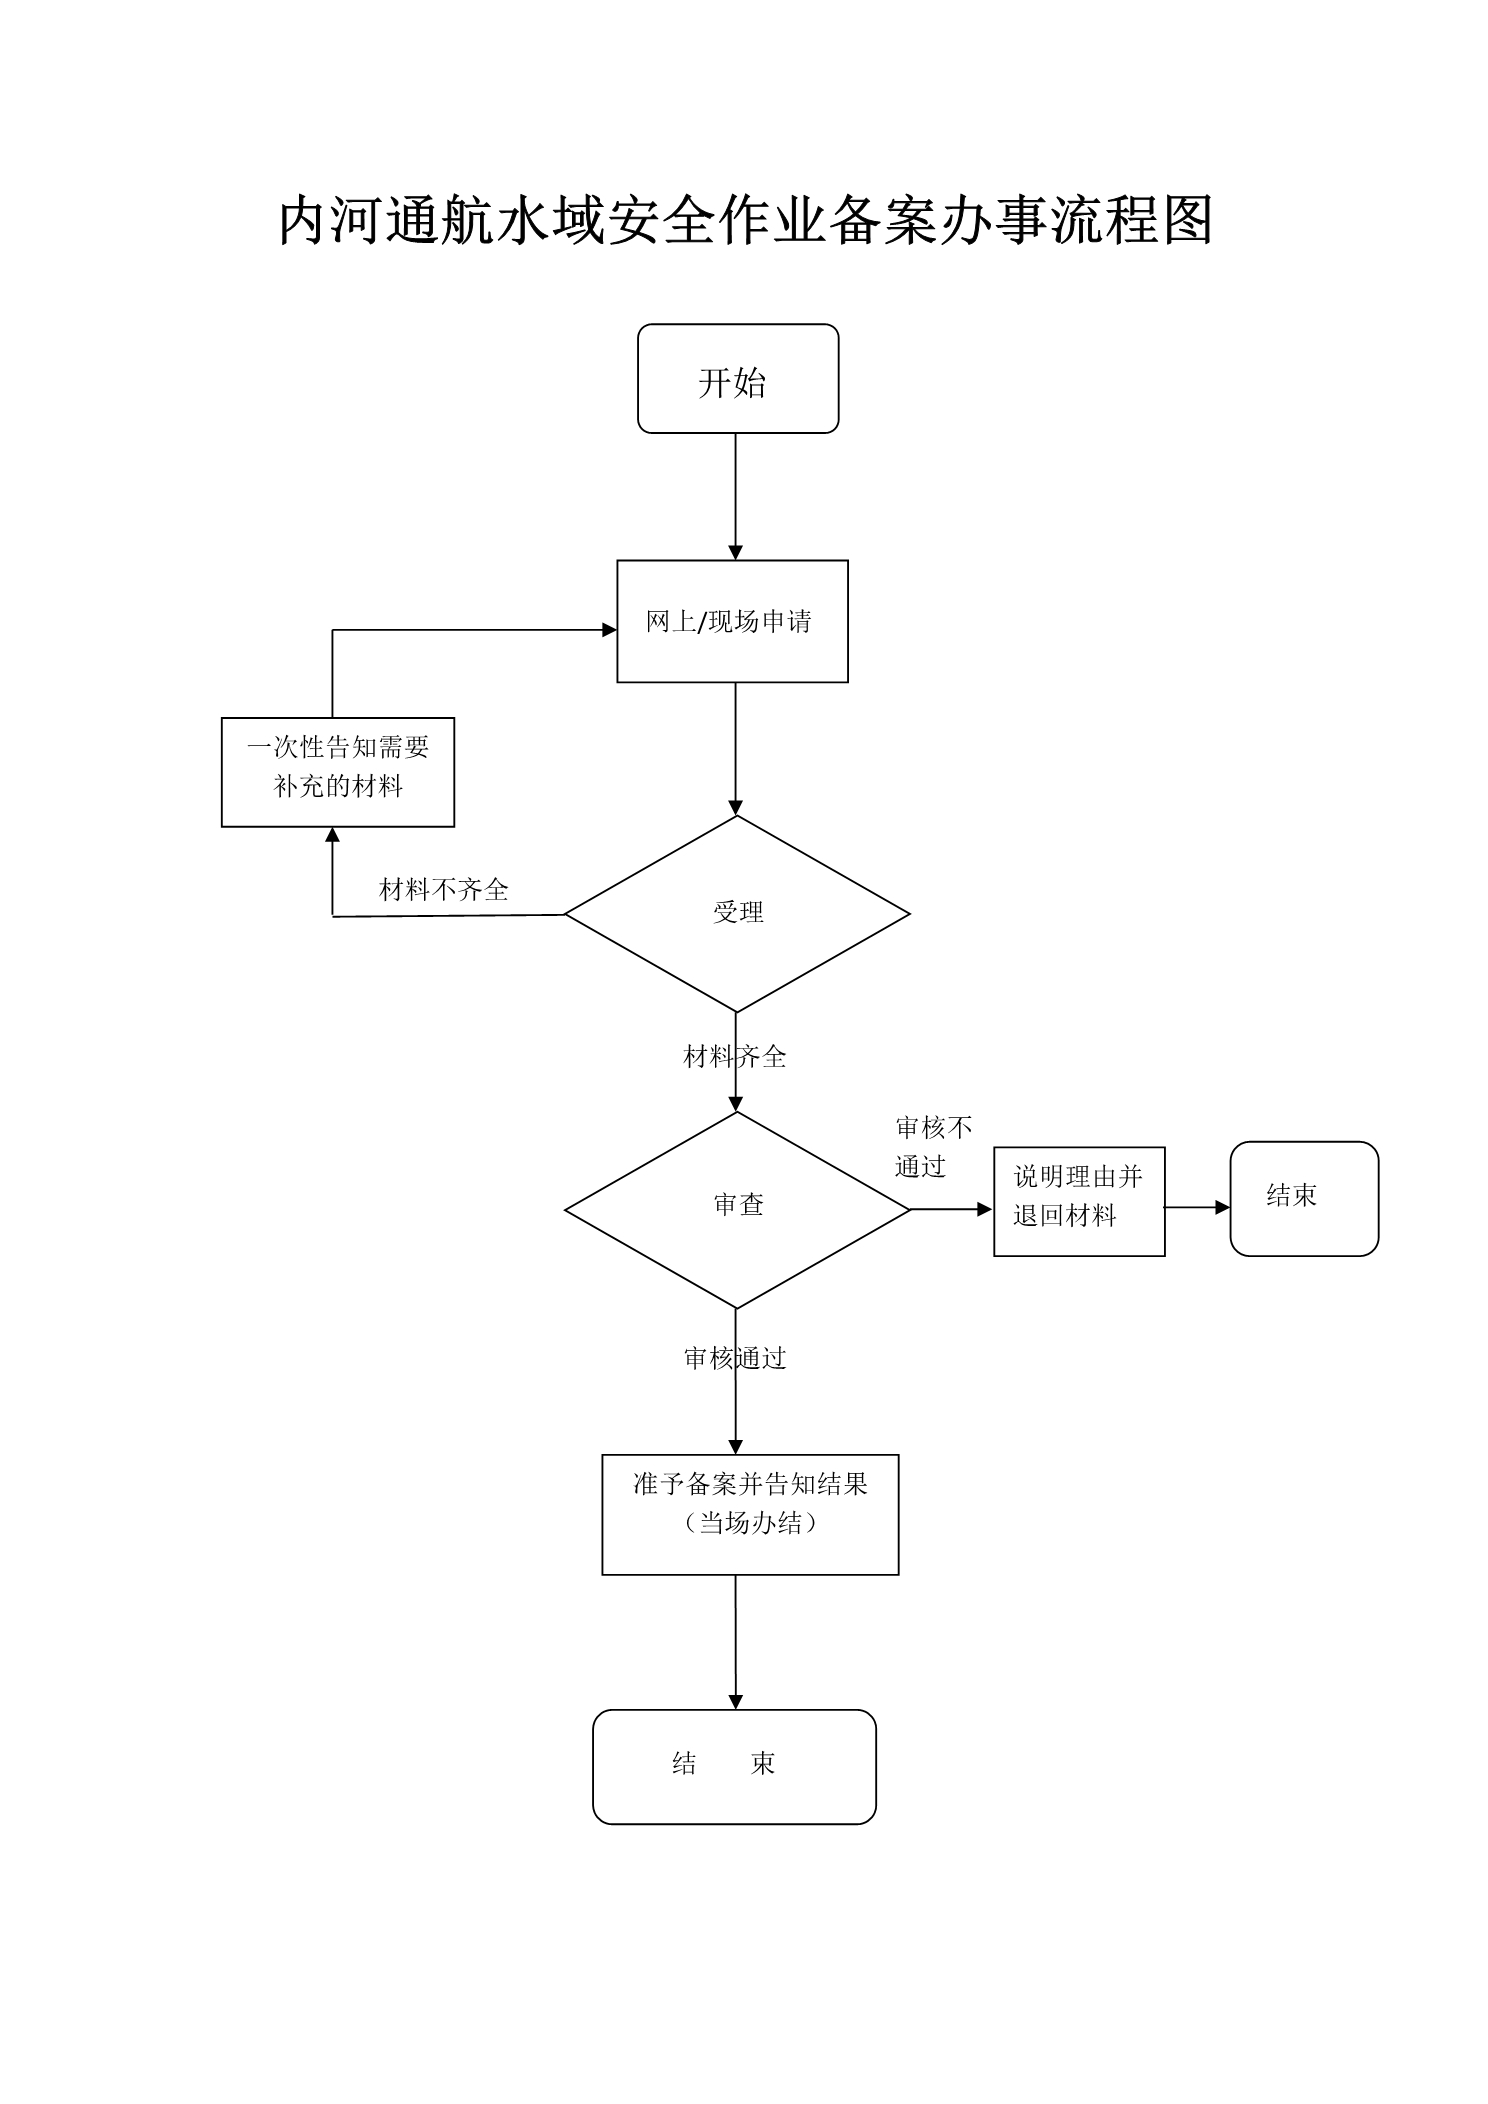 内河通航水域安全作业备案办事流程图
开始
网上/现场申请
一次性告知需要
补充的材料
材料不齐全
受理
材料齐全
审核不
通过
审查
说明理由并
退回材料
结束
审核通过
准予备案并告知结果
（当场办结）
结　　束